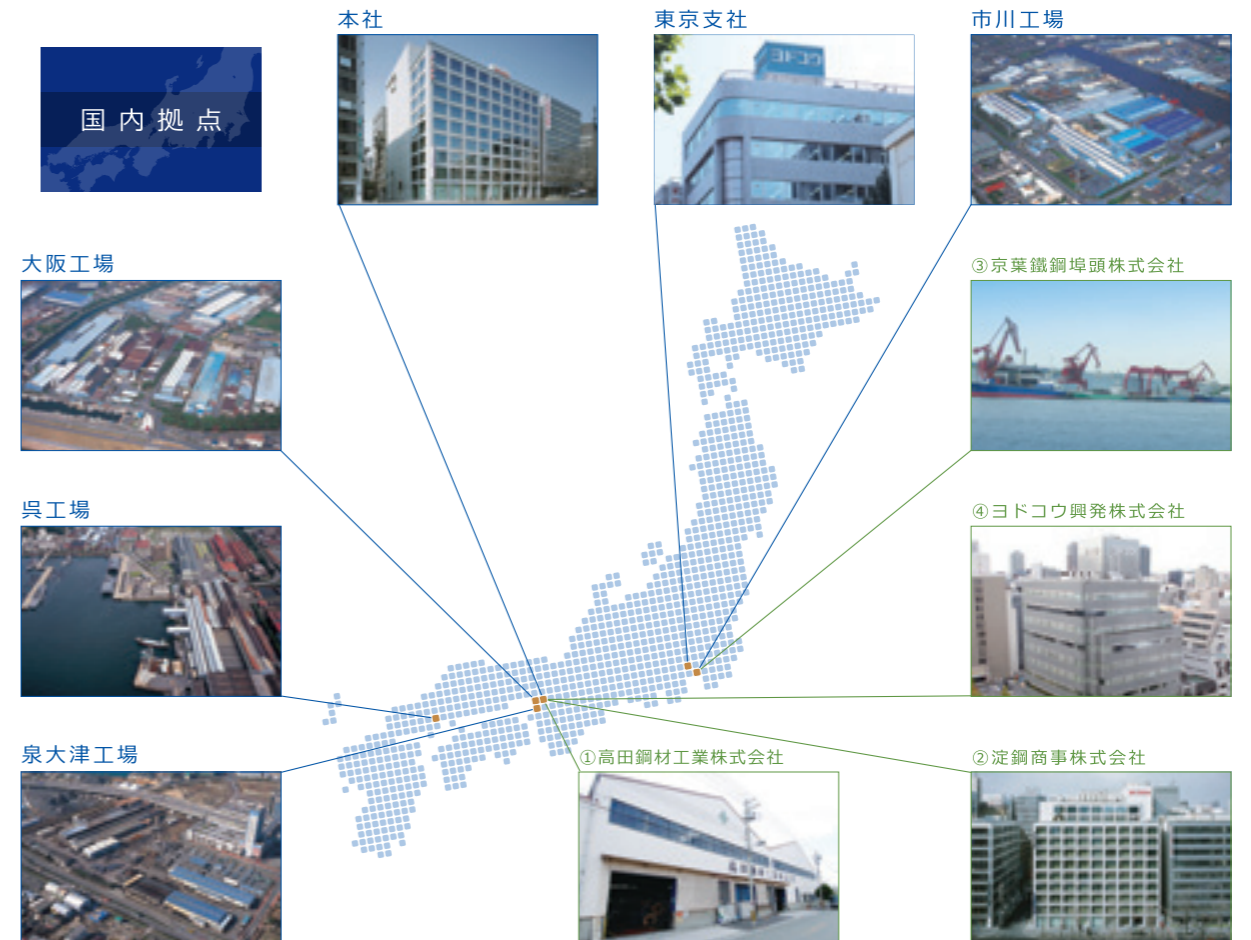 国内拠点
本社
東京支社
市川工場
ヨドコウ
大阪工場
③京葉鐵鋼埠頭株式会社
呉工場
④ヨドコウ興発株式会社
泉大津工場
①高田鋼材工業株式会社
②淀鋼商事株式会社